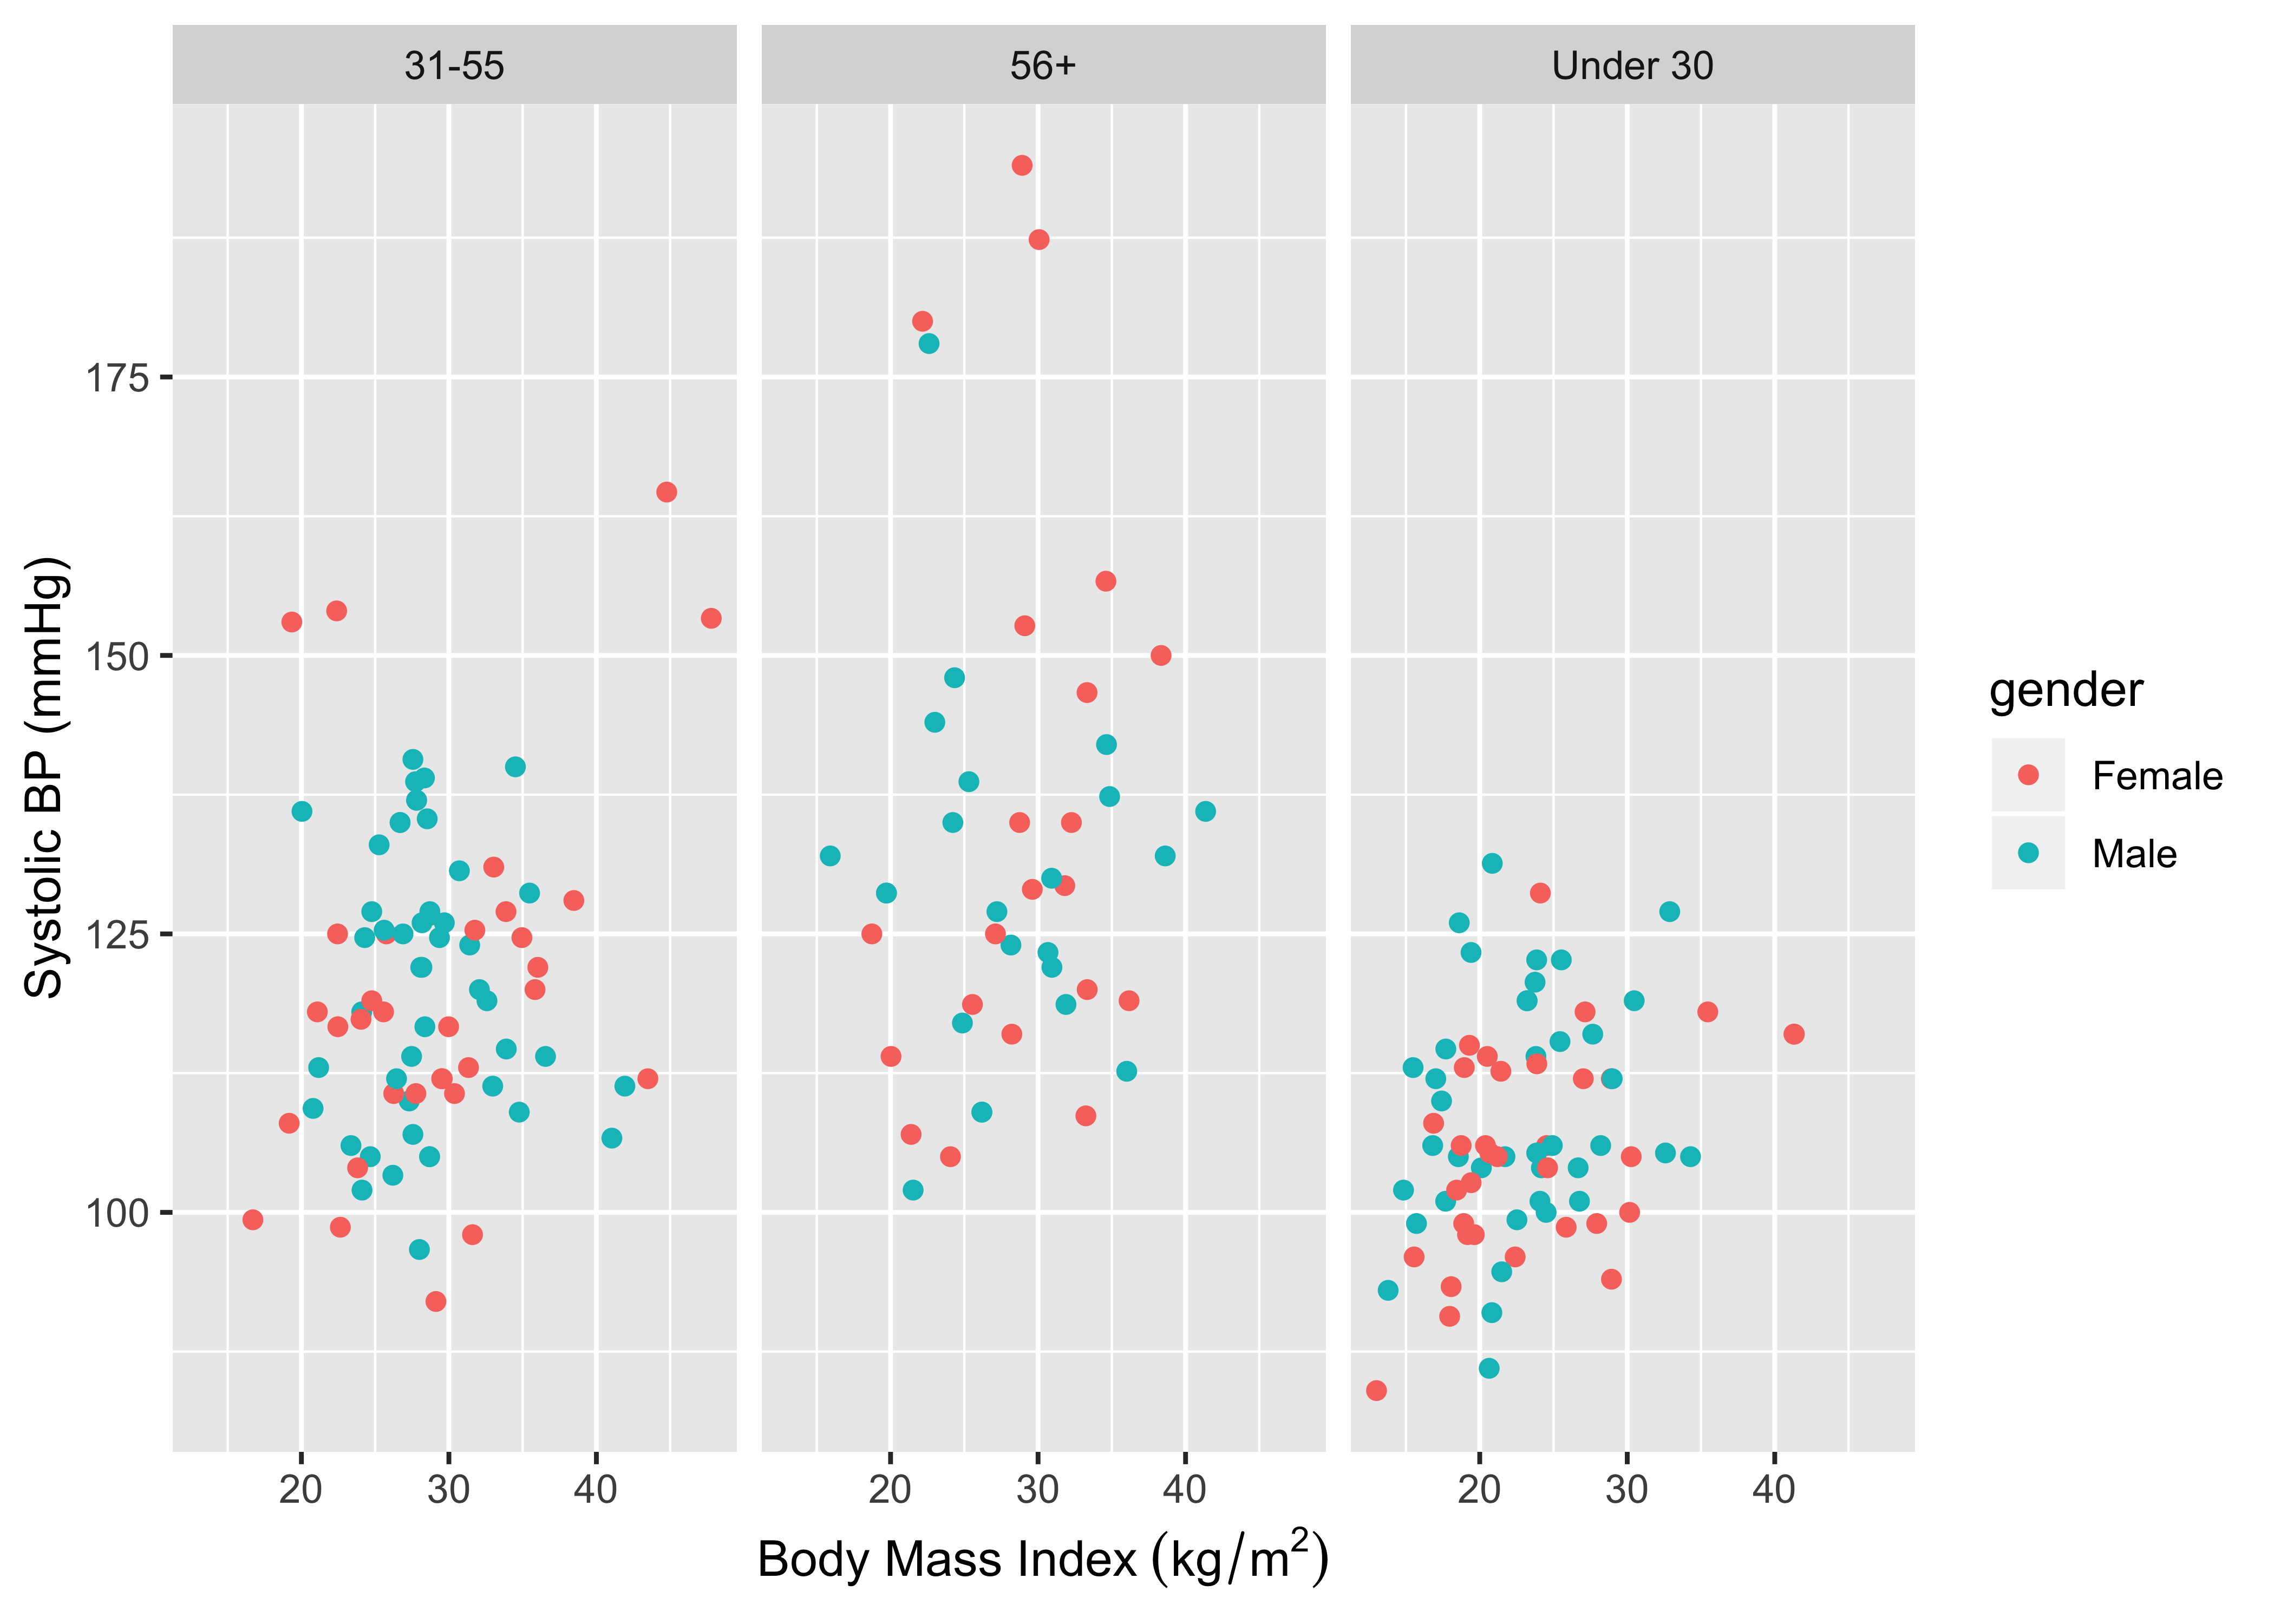 31-55 56+ Under 30
175
150
125
100
Systolic BP (mmHg)
20 30 40 20 30 40 20 30 40
Body Mass Index (kg/m²)
gender
Female
Male